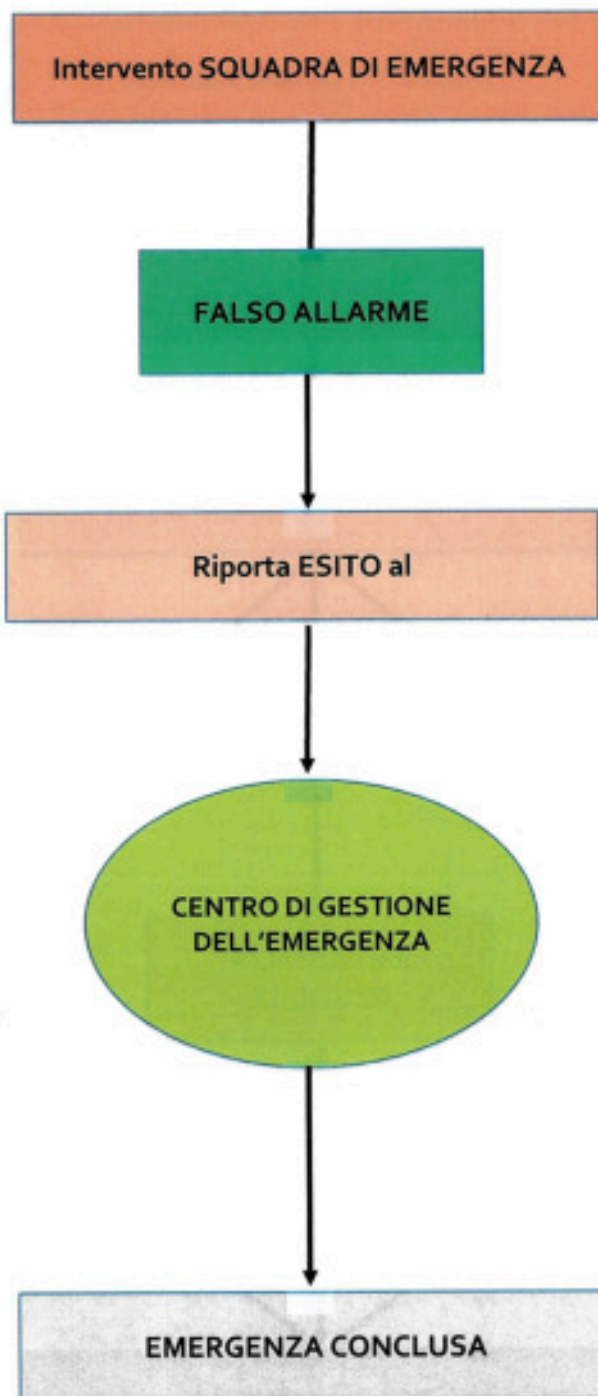 Intervento SQUADRA DI EMERGENZA
FALSO ALLARME
Riporta ESITO al
CENTRO DI GESTIONE
DELL'EMERGENZA
EMERGENZA CONCLUSA